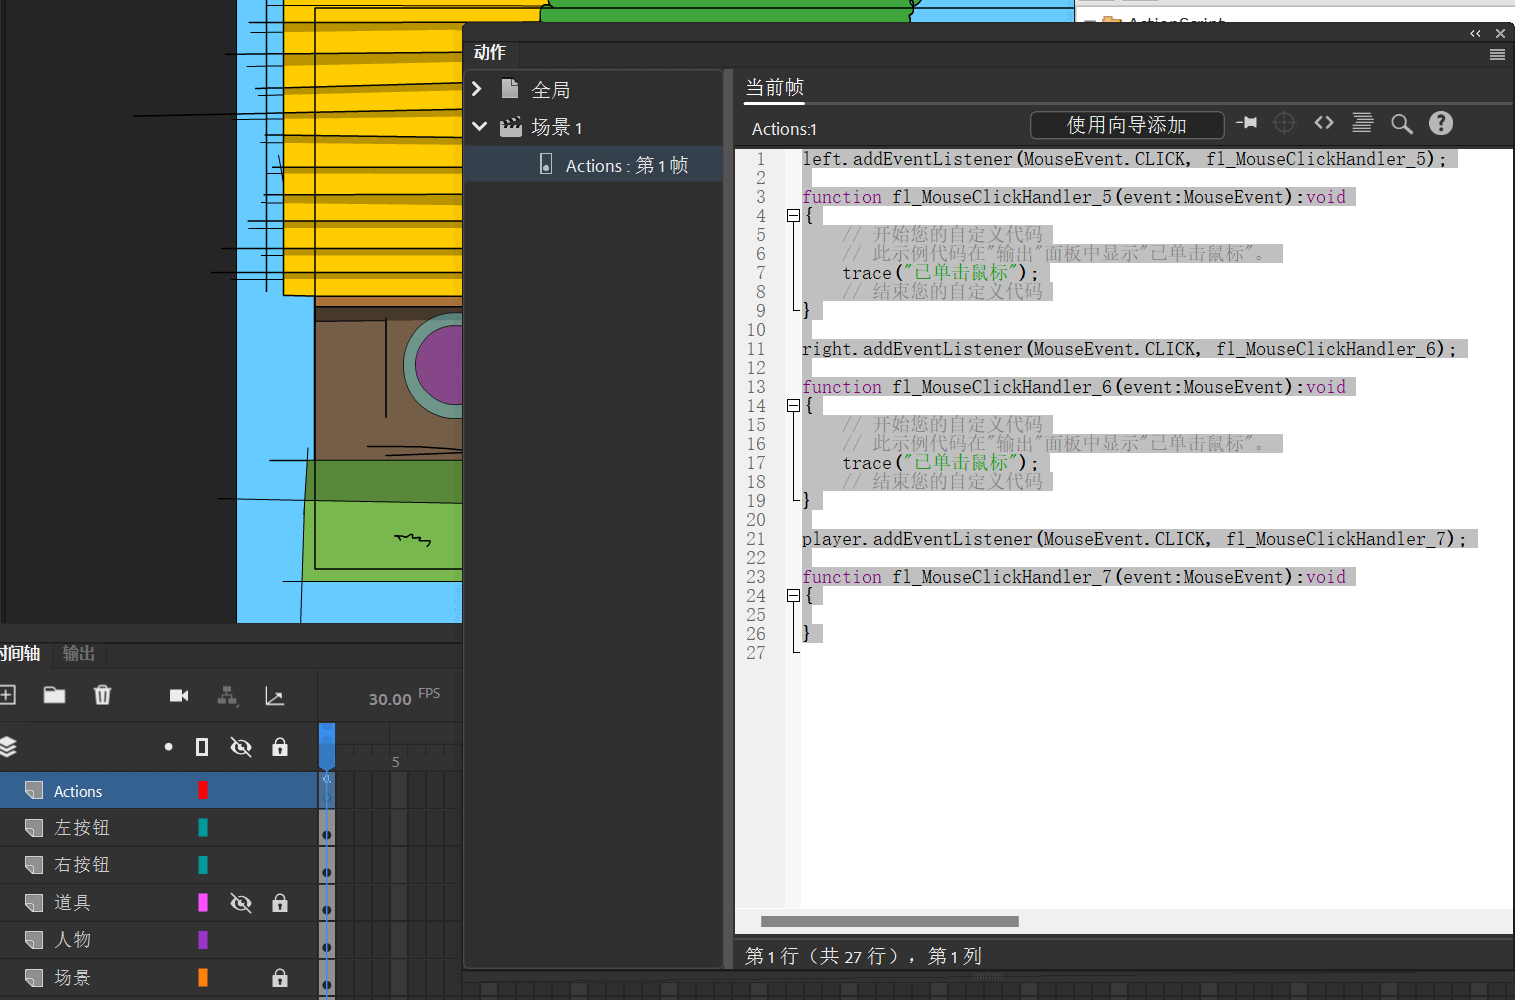 ActionScript
动作
全局
场景 1
Actions : 第 1 帧
当前帧
Actions:1
使用向导添加
1 left.addEventListener(MouseEvent.CLICK, fl_MouseClickHandler_5);
2
3 function fl_MouseClickHandler_5(event:MouseEvent):void
4 {
5 // 开始您的自定义代码
6 // 此示例代码在"输出"面板中显示"已单击鼠标"。
7 trace("已单击鼠标");
8 // 结束您的自定义代码
9 }
10
11 right.addEventListener(MouseEvent.CLICK, fl_MouseClickHandler_6);
12
13 function fl_MouseClickHandler_6(event:MouseEvent):void
14 {
15 // 开始您的自定义代码
16 // 此示例代码在"输出"面板中显示"已单击鼠标"。
17 trace("已单击鼠标");
18 // 结束您的自定义代码
19 }
20
21 player.addEventListener(MouseEvent.CLICK, fl_MouseClickHandler_7);
22
23 function fl_MouseClickHandler_7(event:MouseEvent):void
24 {
25
26 }
27
第 1 行（共 27 行），第 1 列
时间轴 输出
30.00 FPS
5
Actions
左按钮
右按钮
道具
人物
场景